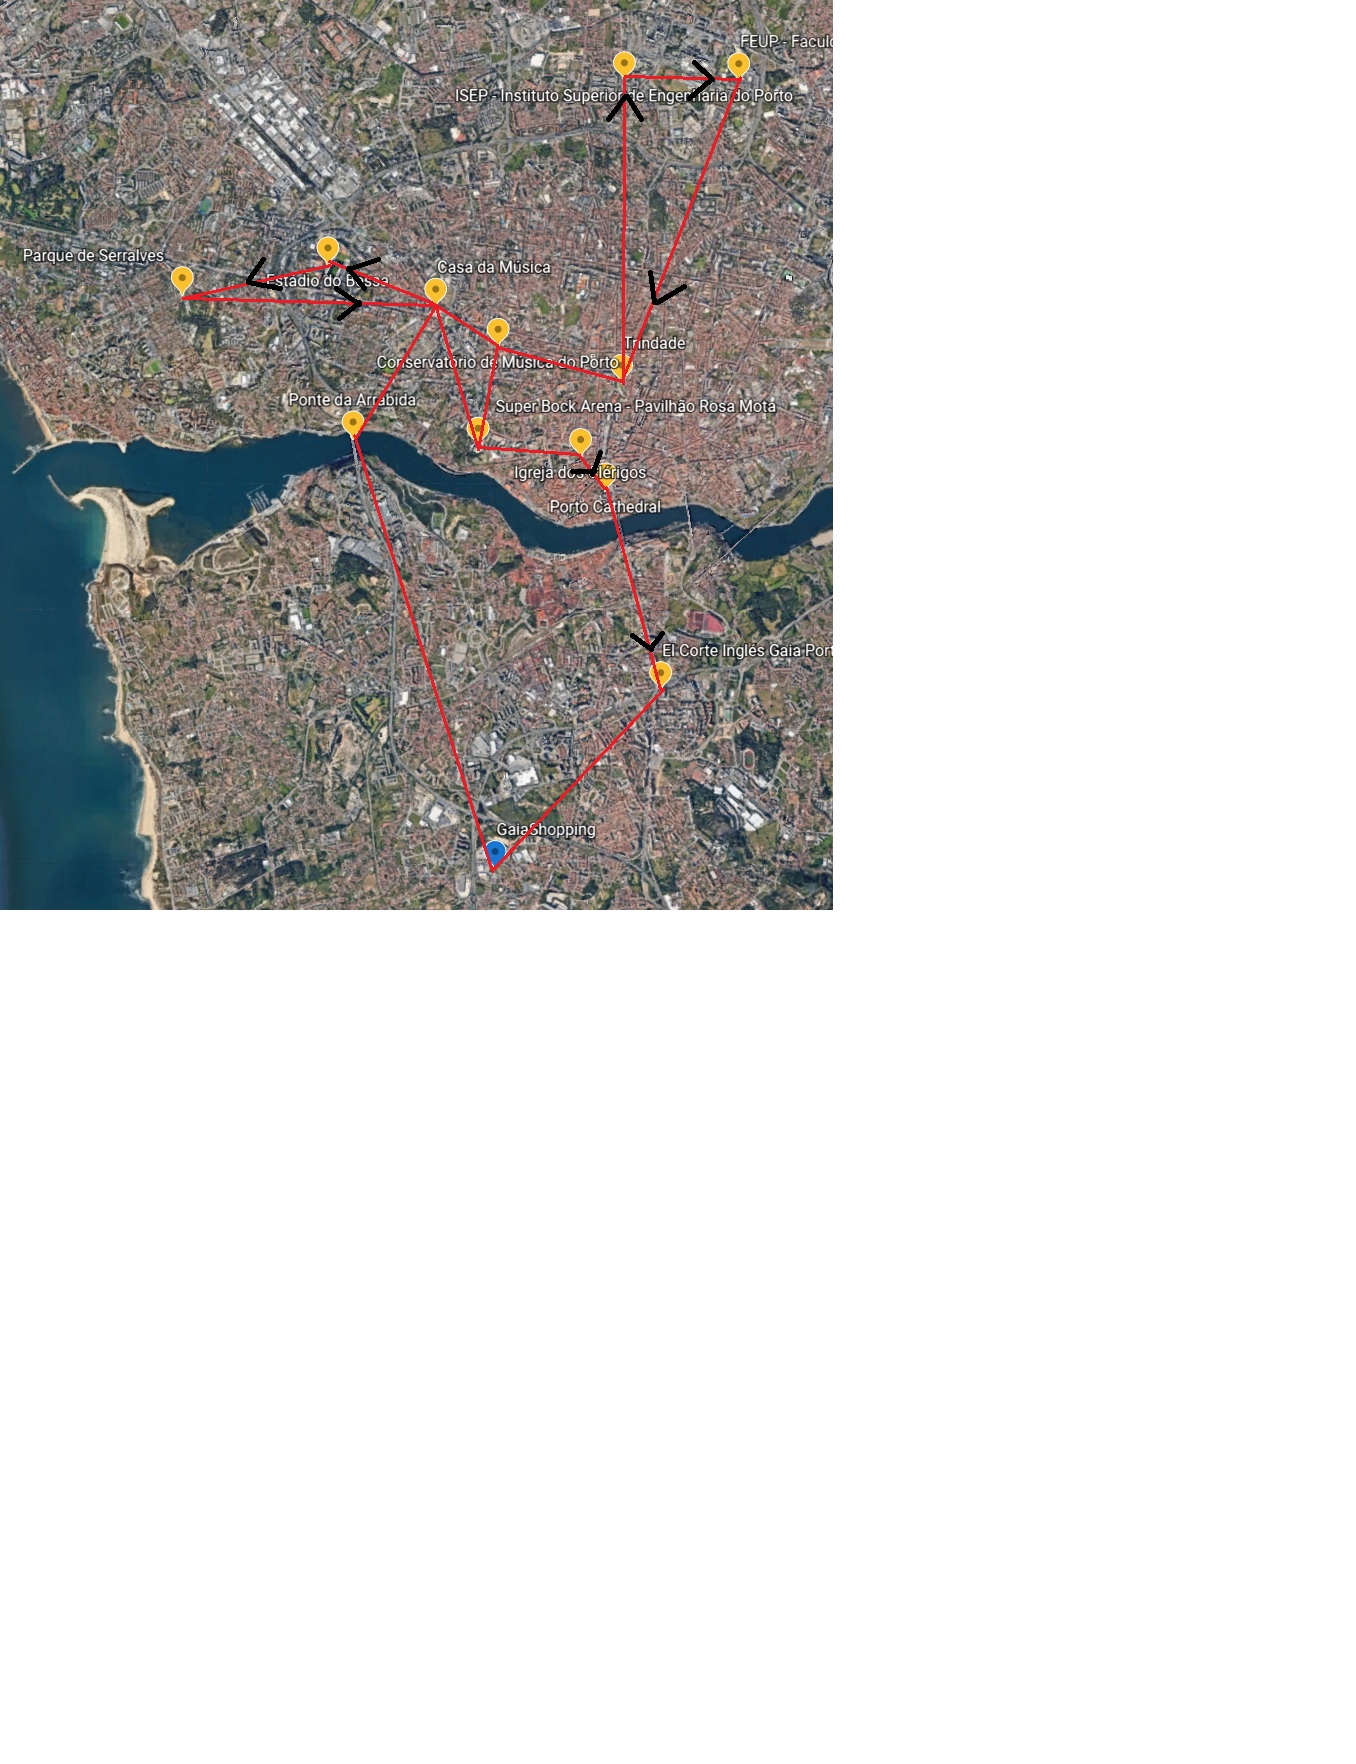 FEUP - Facul
ISEP - Instituto Superior de Engenharia do Porto
Parque de Serralves
Casa da Música
Estádio do Bessa
Trindade
Conservatório de Música do Porto
Ponte da Arrábida
Super Bock Arena - Pavilhão Rosa Mota
Igreja dos Clérigos
Porto Cathedral
El Corte Inglés Gaia Port
GaiaShopping